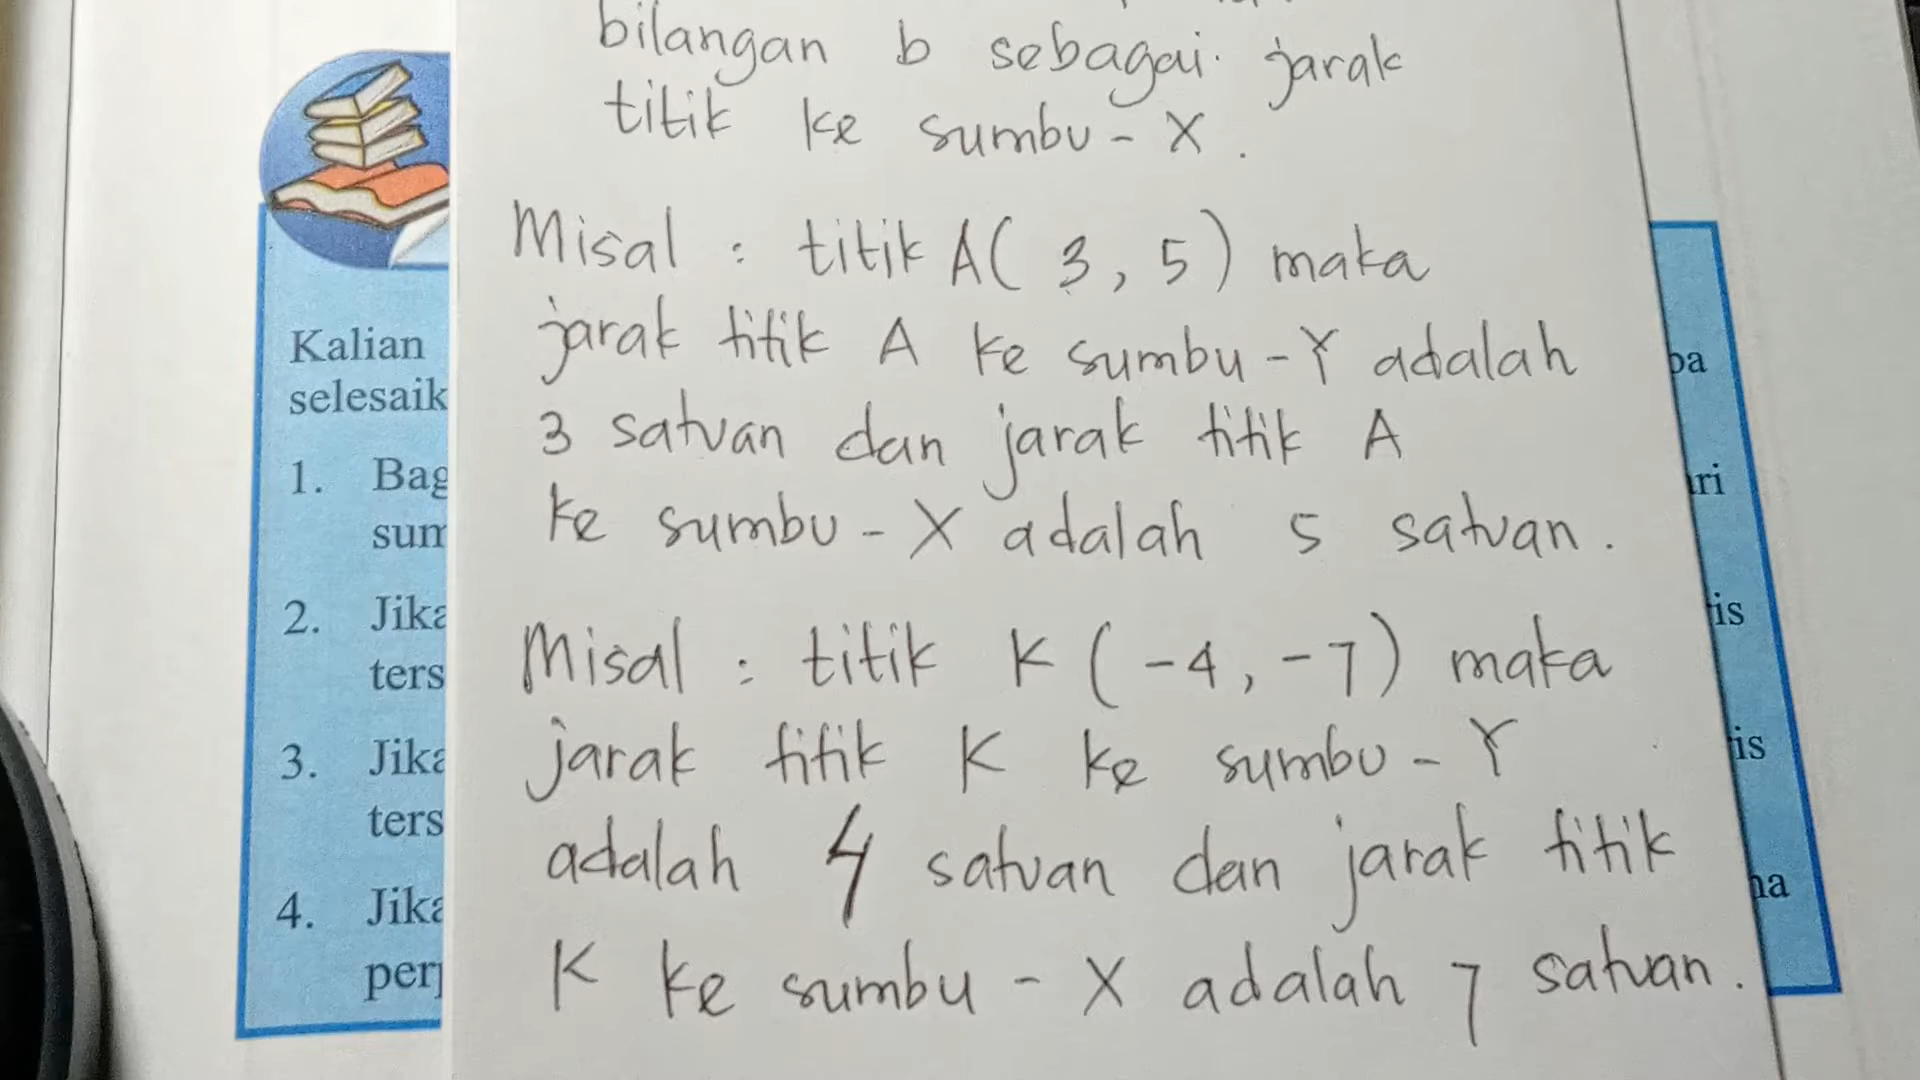 bilangan b sebagai jarak
titik ke sumbu-X.
Misal : titik A( 3, 5) maka
jarak titik A ke sumbu-Y adalah
3 satuan dan jarak titik A
ke sumbu-X adalah 5 satuan.
Misal : titik K (-4, -7) maka
jarak titik K ke sumbu-Y
adalah 4 satuan dan jarak titik
K ke sumbu-X adalah 7 satuan.
Kalian
selesaik
1. Bag
sum
2. Jika
ters
3. Jika
ters
4. Jika
per
ba
ri
is
is
na